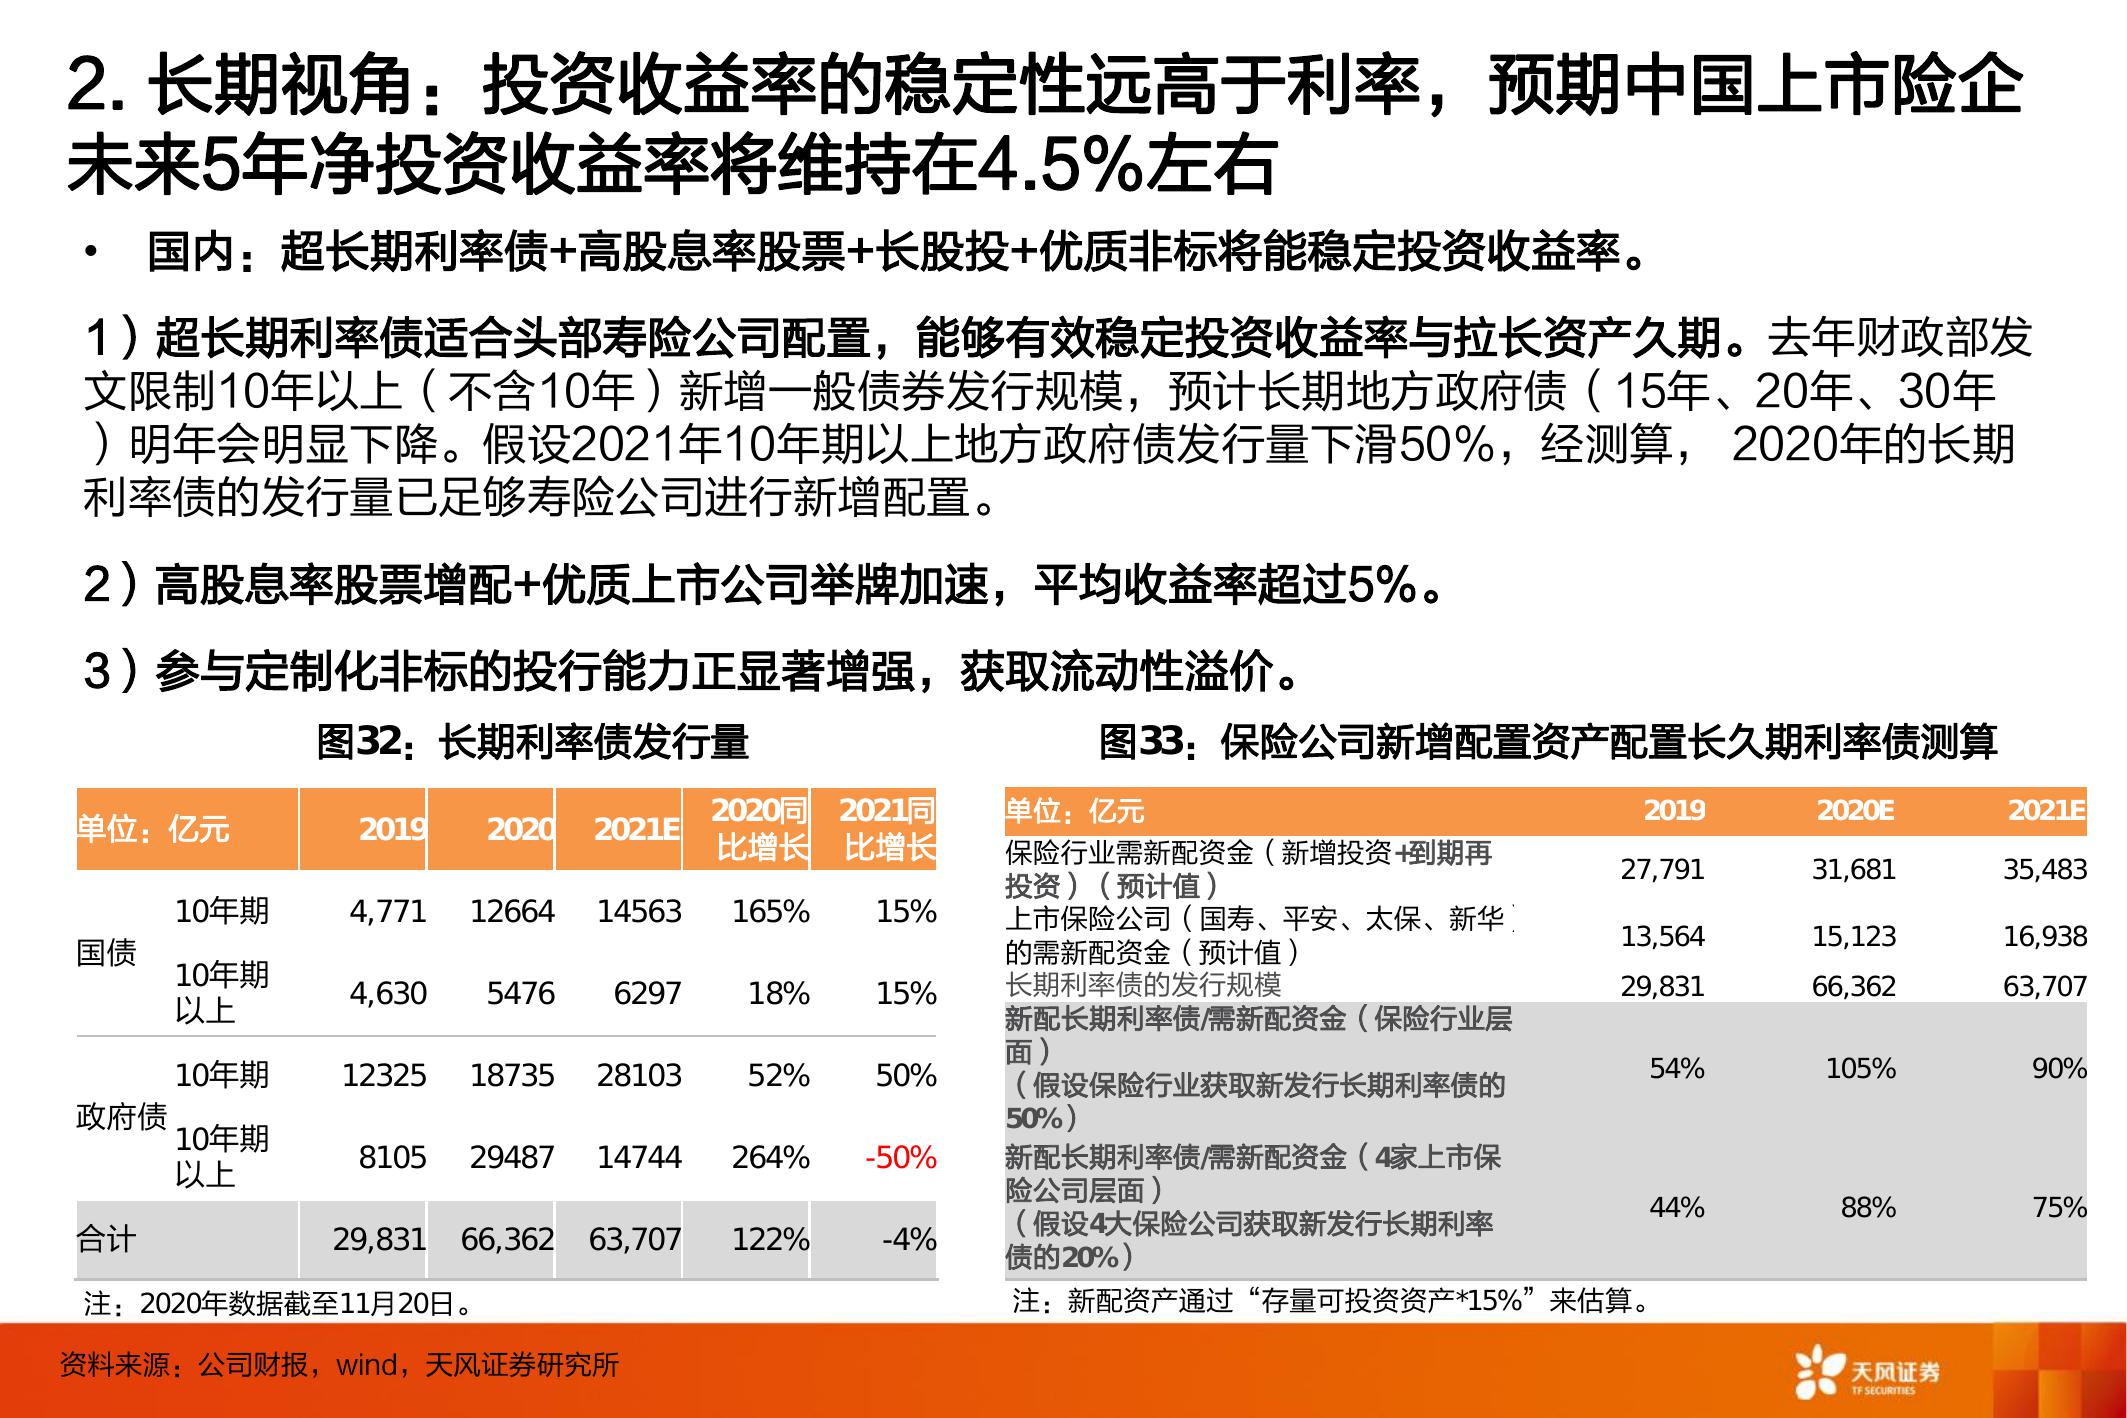 2. 长期视角：投资收益率的稳定性远高于利率，预期中国上市险企
未来5年净投资收益率将维持在4.5%左右
• 国内：超长期利率债+高股息率股票+长股投+优质非标将能稳定投资收益率。
1）超长期利率债适合头部寿险公司配置，能够有效稳定投资收益率与拉长资产久期。去年财政部发
文限制10年以上（不含10年）新增一般债券发行规模，预计长期地方政府债（15年、20年、30年
）明年会明显下降。假设2021年10年期以上地方政府债发行量下滑50%，经测算， 2020年的长期
利率债的发行量已足够寿险公司进行新增配置。
2）高股息率股票增配+优质上市公司举牌加速，平均收益率超过5%。
3）参与定制化非标的投行能力正显著增强，获取流动性溢价。
图32：长期利率债发行量
单位：亿元 2019 2020 2021E 2020同比增长 2021同比增长
国债 10年期 4,771 12664 14563 165% 15%
10年期以上 4,630 5476 6297 18% 15%
政府债 10年期 12325 18735 28103 52% 50%
10年期以上 8105 29487 14744 264% -50%
合计 29,831 66,362 63,707 122% -4%
注：2020年数据截至11月20日。
图33：保险公司新增配置资产配置长久期利率债测算
单位：亿元 2019 2020E 2021E
保险行业需新配资金（新增投资+到期再
投资）（预计值） 27,791 31,681 35,483
上市保险公司（国寿、平安、太保、新华）
的需新配资金（预计值） 13,564 15,123 16,938
长期利率债的发行规模 29,831 66,362 63,707
新配长期利率债/需新配资金（保险行业层
面）
（假设保险行业获取新发行长期利率债的
50%） 54% 105% 90%
新配长期利率债/需新配资金（4家上市保
险公司层面）
（假设4大保险公司获取新发行长期利率
债的20%） 44% 88% 75%
注：新配资产通过“存量可投资资产*15%”来估算。
资料来源：公司财报，wind，天风证券研究所
天风证券
TF SECURITIES